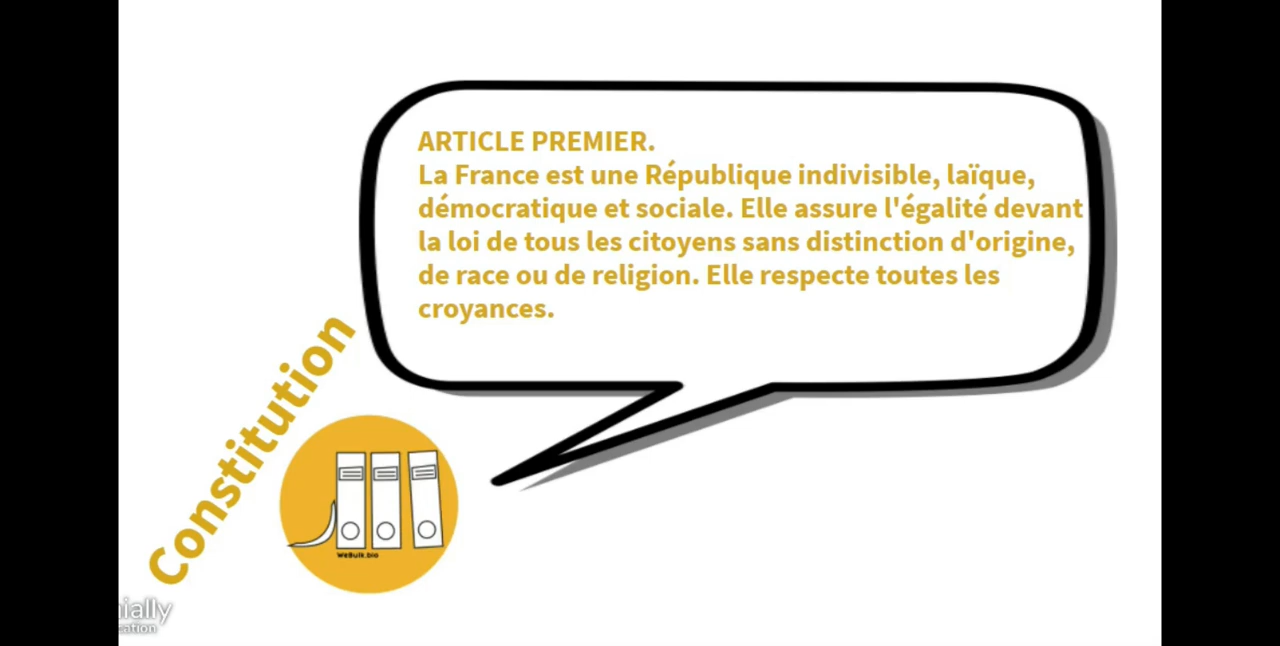 ARTICLE PREMIER.
La France est une République indivisible, laïque,
démocratique et sociale. Elle assure l'égalité devant
la loi de tous les citoyens sans distinction d'origine,
de race ou de religion. Elle respecte toutes les
croyances.
Constitution
WeBulk.bio